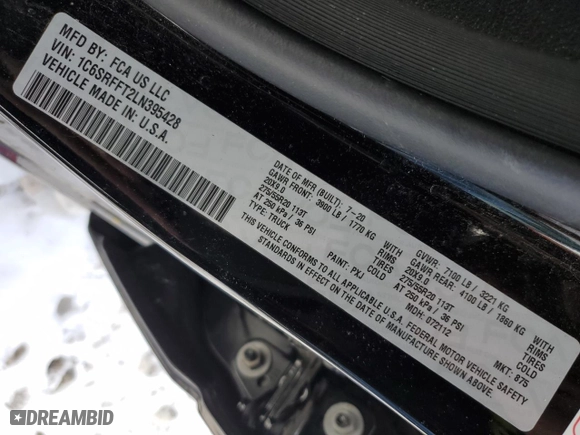 MFD BY: FCA US LLC
VIN: 1C6SRFFT2LN395428
VEHICLE MADE IN: U.S.A.
DATE OF MFR (BUILD): 7-20
GVWR: 7100 LB / 3221 KG
GAWR FRONT: 3900 LB / 1770 KG WITH
GAWR REAR: 4100 LB / 1860 KG WITH
20X9.0 RIMS
20X9.0 RIMS
275/55R20 113T TIRES
275/55R20 113T TIRES
AT 250 kPa / 36 PSI COLD
AT 250 kPa / 36 PSI COLD
TYPE: TRUCK
PAINT: PXJ
MDH: 072112
MKT: 875
THIS VEHICLE CONFORMS TO ALL APPLICABLE U.S.A. FEDERAL MOTOR VEHICLE SAFETY
STANDARDS IN EFFECT ON THE DATE OF MANUFACTURE SHOWN ABOVE.
DREAMBID